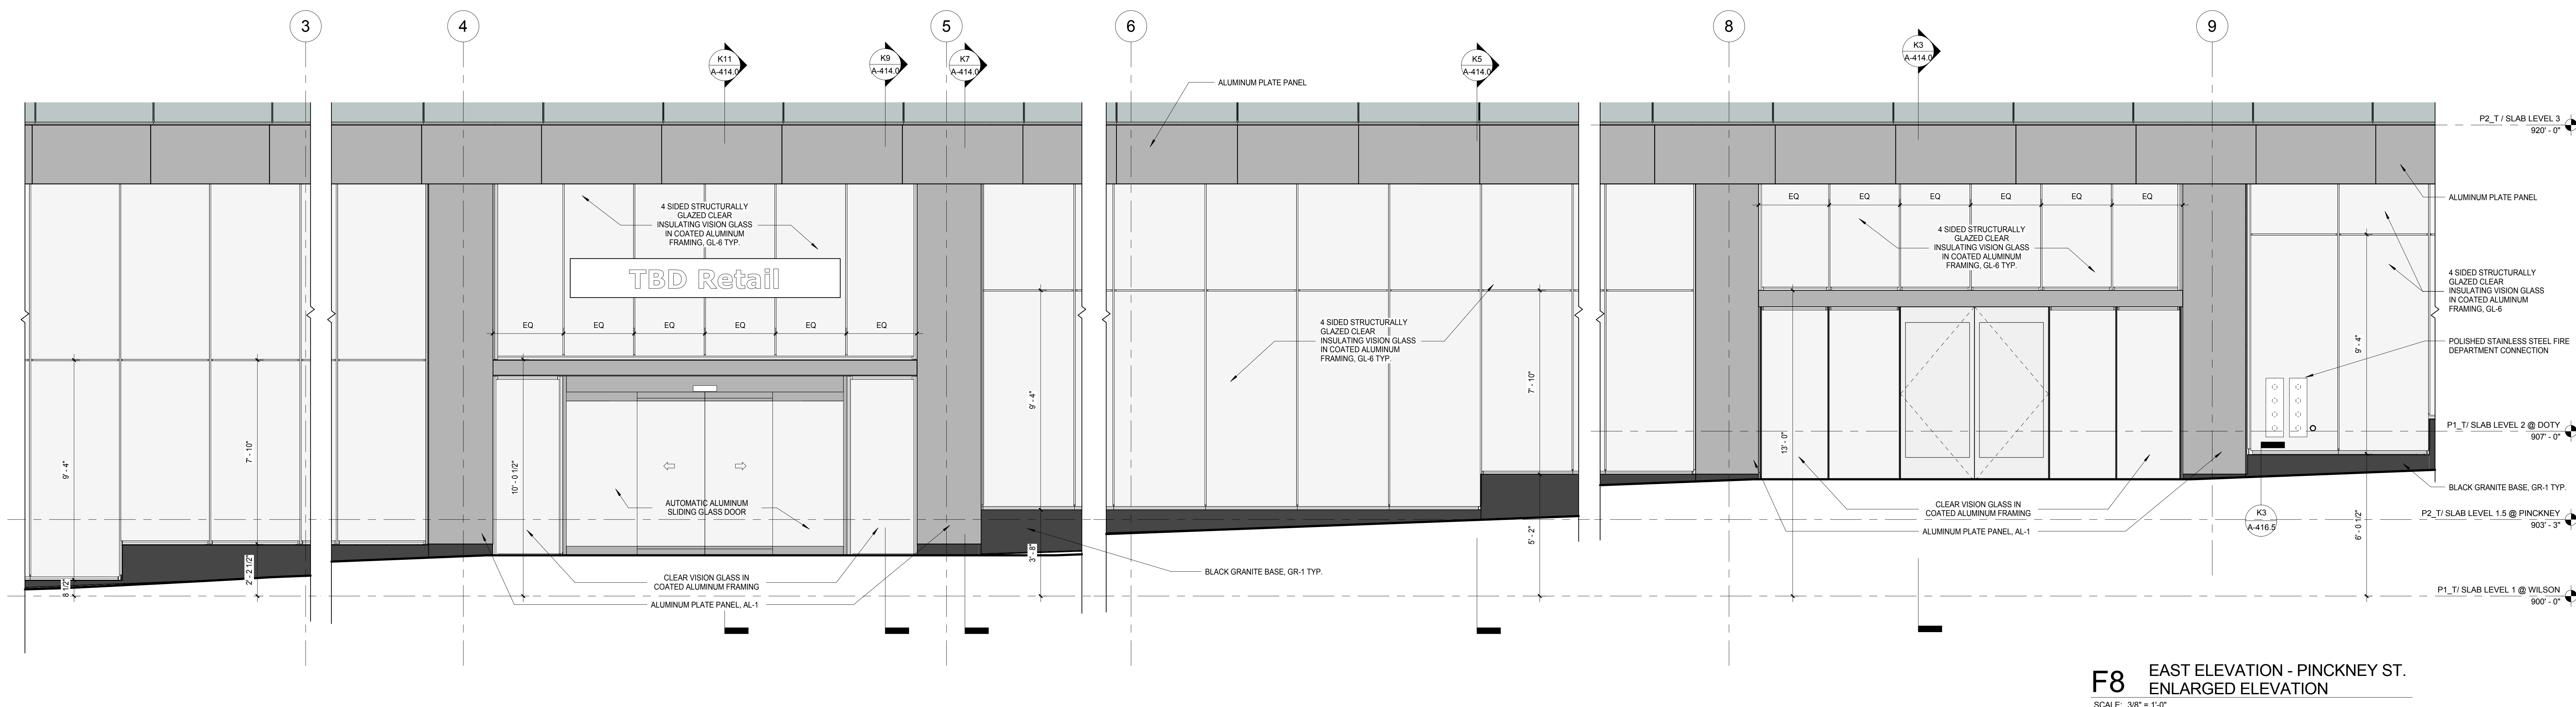 3
4
5
6
8
9
K11
A-414.0
K9
A-414.0
K7
A-414.0
K5
A-414.0
K3
A-414.0
ALUMINUM PLATE PANEL
P2_T / SLAB LEVEL 3
920' - 0"
4 SIDED STRUCTURALLY
GLAZED CLEAR
INSULATING VISION GLASS
IN COATED ALUMINUM
FRAMING, GL-6 TYP.
TBD Retail
EQ EQ EQ EQ EQ EQ
9' - 4"
7' - 10"
8 1/2"
2' - 2 1/2"
10' - 0 1/2"
AUTOMATIC ALUMINUM
SLIDING GLASS DOOR
CLEAR VISION GLASS IN
COATED ALUMINUM FRAMING
ALUMINUM PLATE PANEL, AL-1
9' - 4"
3' - 8"
BLACK GRANITE BASE, GR-1 TYP.
4 SIDED STRUCTURALLY
GLAZED CLEAR
INSULATING VISION GLASS
IN COATED ALUMINUM
FRAMING, GL-6 TYP.
7' - 10"
5' - 2"
EQ EQ EQ EQ EQ EQ
4 SIDED STRUCTURALLY
GLAZED CLEAR
INSULATING VISION GLASS
IN COATED ALUMINUM
FRAMING, GL-6 TYP.
13' - 0"
CLEAR VISION GLASS IN
COATED ALUMINUM FRAMING
ALUMINUM PLATE PANEL, AL-1
9' - 4"
6' - 0 1/2"
K3
A-416.5
ALUMINUM PLATE PANEL
4 SIDED STRUCTURALLY
GLAZED CLEAR
INSULATING VISION GLASS
IN COATED ALUMINUM
FRAMING, GL-6
POLISHED STAINLESS STEEL FIRE
DEPARTMENT CONNECTION
P1_T/ SLAB LEVEL 2 @ DOTY
907' - 0"
BLACK GRANITE BASE, GR-1 TYP.
P2_T/ SLAB LEVEL 1.5 @ PINCKNEY
903' - 3"
P1_T/ SLAB LEVEL 1 @ WILSON
900' - 0"
F8
EAST ELEVATION - PINCKNEY ST.
ENLARGED ELEVATION
SCALE: 3/8" = 1'-0"